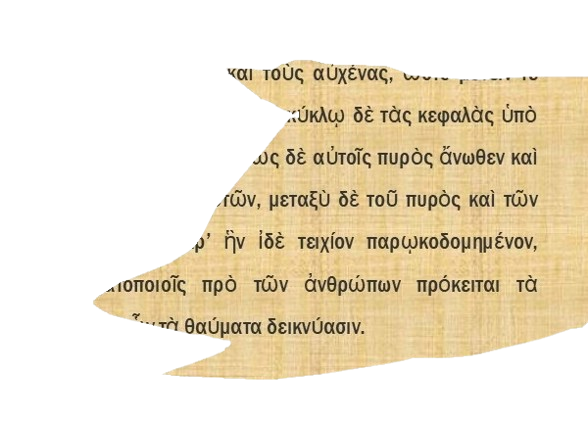 καὶ τοὺς αὐχένας,
κύκλῳ δὲ τὰς κεφαλὰς ὑπὸ
δὲ αὐτοῖς πυρὸς ἄνωθεν καὶ
μεταξὺ δὲ τοῦ πυρὸς καὶ τῶν
ἣν ἰδὲ τειχίον παρῳκοδομημένον,
πρὸ τῶν ἀνθρώπων πρόκειται τὰ
τὰ θαύματα δεικνύασιν.